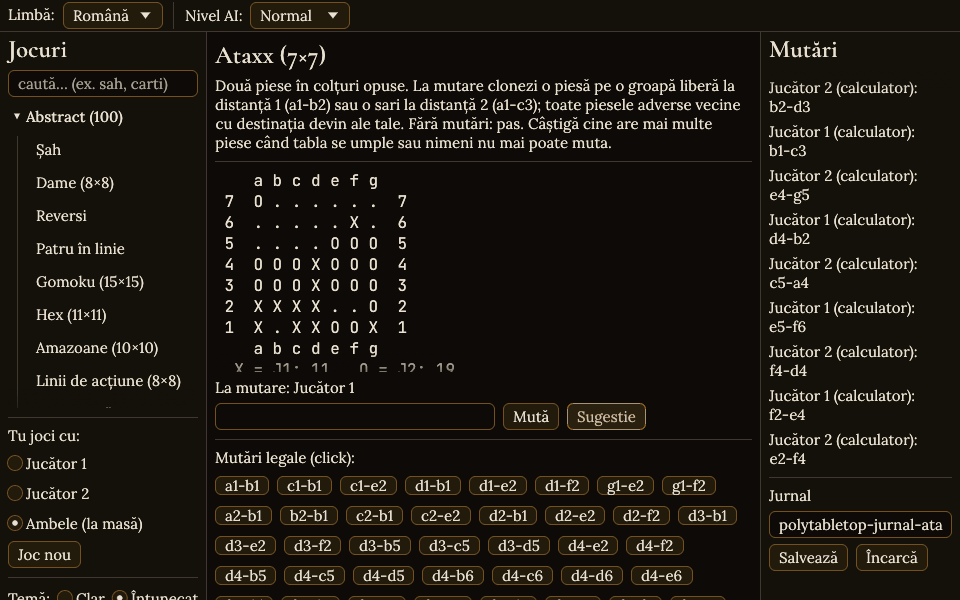 Limbă: Română Nivel AI: Normal
Jocuri
caută... (ex. sah, carti)
Abstract (100)
Șah
Dame (8×8)
Reversi
Patru în linie
Gomoku (15×15)
Hex (11×11)
Amazoane (10×10)
Linii de acțiune (8×8)
Tu joci cu:
Jucător 1
Jucător 2
Ambele (la masă)
Joc nou
Temă: Clar Întunecat
Ataxx (7×7)
Două piese în colțuri opuse. La mutare clonezi o piesă pe o groapă liberă la
distanță 1 (a1-b2) sau o sari la distanță 2 (a1-c3); toate piesele adverse vecine
cu destinația devin ale tale. Fără mutări: pas. Câștigă cine are mai multe
piese când tabla se umple sau nimeni nu mai poate muta.
a b c d e f g
7 O . . . . . . 7
6 . . . . . X . 6
5 . . . . O O O 5
4 O O O X O O O 4
3 O O O X O O O 3
2 X X X X . . O 2
1 X . X X O O X 1
a b c d e f g
X = J1: 11 O = J2: 19
La mutare: Jucător 1
Mută Sugestie
Mutări legale (click):
a1-b1 c1-b1 c1-e2 d1-b1 d1-e2 d1-f2 g1-e2 g1-f2
a2-b1 b2-b1 c2-b1 c2-e2 d2-b1 d2-e2 d2-f2 d3-b1
d3-e2 d3-f2 d3-b5 d3-c5 d3-d5 d4-e2 d4-f2
d4-b5 d4-c5 d4-d5 d4-b6 d4-c6 d4-d6 d4-e6
Mutări
Jucător 2 (calculator):
b2-d3
Jucător 1 (calculator):
b1-c3
Jucător 2 (calculator):
e4-g5
Jucător 1 (calculator):
d4-b2
Jucător 2 (calculator):
c5-a4
Jucător 1 (calculator):
e5-f6
Jucător 2 (calculator):
f4-d4
Jucător 1 (calculator):
f2-e4
Jucător 2 (calculator):
e2-f4
Jurnal
polytabletop-jurnal-ata
Salvează Încarcă